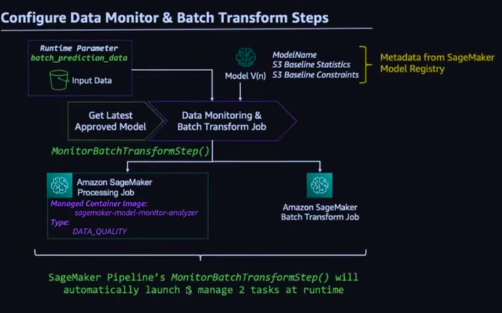 Configure Data Monitor & Batch Transform Steps
Runtime Parameter
batch_prediction_data
Input Data
Model V(n)
ModelName
S3 Baseline Statistics
S3 Baseline Constraints
Metadata from SageMaker
Model Registry
Get Latest
Approved Model
Data Monitoring &
Batch Transform Job
MonitorBatchTransformStep()
Amazon SageMaker
Processing Job
Managed Container Image:
sagemaker-model-monitor-analyzer
Type:
DATA_QUALITY
Amazon SageMaker
Batch Transform Job
SageMaker Pipeline's MonitorBatchTransformStep() will
automatically launch & manage 2 tasks at runtime